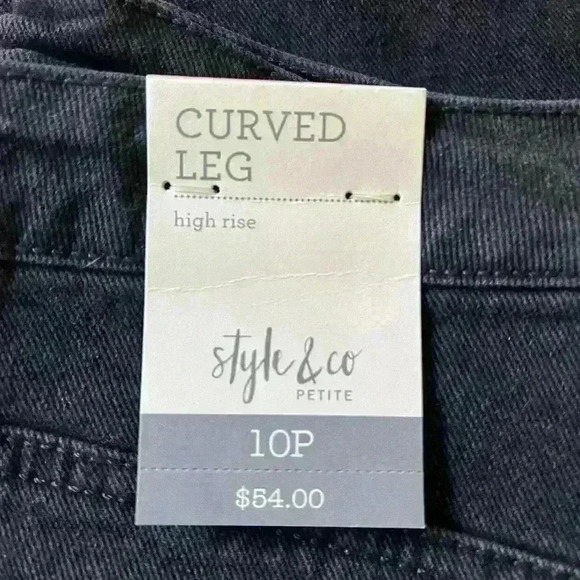 CURVED
LEG
high rise
style & co
PETITE
10P
$54.00